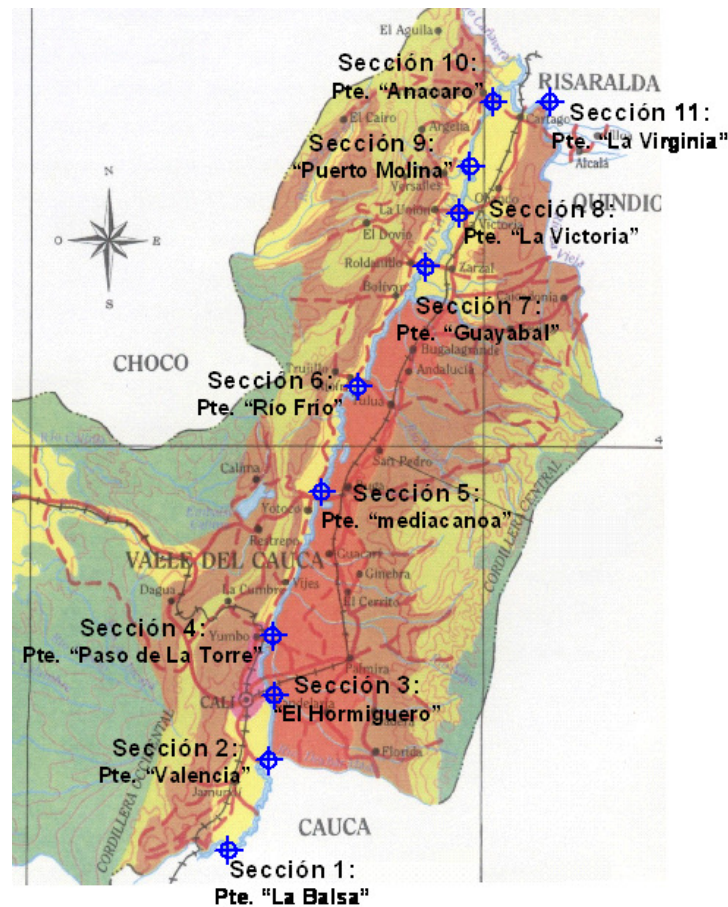 El Aguila
Sección 10:
Pte. “Anacaro”
RISARALDA
Sección 11:
Pte. “La Virginia”
Cartago
El Cairo
Argelia
Alcalá
Sección 9:
“Puerto Molina”
Versalles
QUINDIO
La Unión
Sección 8:
Pte. “La Victoria”
El Dovio
N
O
E
S
Roldanillo
Zarzal
Bolívar
Sección 7:
Pte. “Guayabal”
Bugalagrande
Andalucía
CHOCO
Trujillo
Sección 6:
Pte. “Río Frío”
Tulua
4
San Pedro
Calima
Sección 5:
Pte. “mediacanoa”
Yotoco
Restrepo
CORDILLERA CENTRAL
VALLE DEL CAUCA
Guacarí
Ginebra
Dagua
La Cumbre
Vijes
El Cerrito
Sección 4:
Yumbo
Pte. “Paso de La Torre”
Palmira
CALI
Sección 3:
“El Hormiguero”
CORDILLERA OCCIDENTAL
Sección 2:
Pte. “Valencia”
Florida
Jamundí
CAUCA
Sección 1:
Pte. “La Balsa”